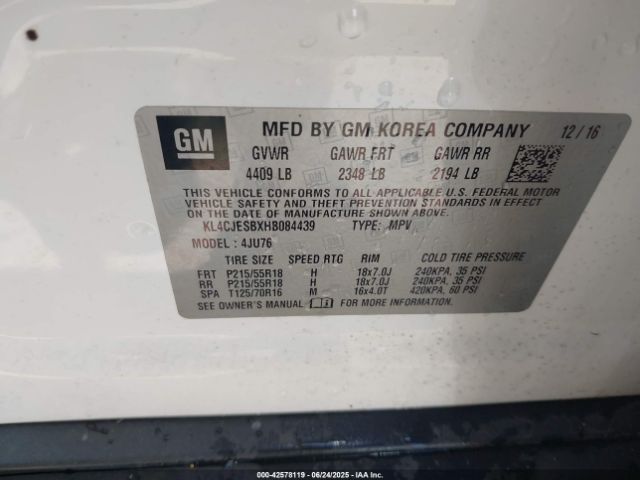 GM
MFD BY GM KOREA COMPANY 12/16
GVWR GAWR FRT GAWR RR
4409 LB 2348 LB 2194 LB
THIS VEHICLE CONFORMS TO ALL APPLICABLE U.S. FEDERAL MOTOR
VEHICLE SAFETY AND THEFT PREVENTION STANDARDS IN EFFECT
ON THE DATE OF MANUFACTURE SHOWN ABOVE.
KL4CJESBXHB084439 TYPE: MPV
MODEL : 4JU76
TIRE SIZE SPEED RTG RIM COLD TIRE PRESSURE
FRT P215/55R18 H 18x7.0J 240KPA, 35 PSI
RR P215/55R18 H 18x7.0J 240KPA, 35 PSI
SPA T125/70R16 M 16x4.0T 420KPA, 60 PSI
SEE OWNER'S MANUAL FOR MORE INFORMATION.
000-42578119 06/24/2025 copart